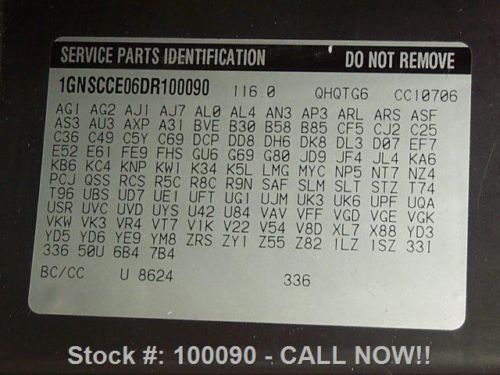 SERVICE PARTS IDENTIFICATION DO NOT REMOVE
1GNSCCE06DR100090 116.0 QHQTG6 CC10706
AG1 AG2 AJ1 AJ7 AL0 AL4 AN3 AP3 ARL ARS ASF
AS3 AU3 AXP A31 BVE B30 B58 B85 CF5 CJ2 C25
C36 C49 C5Y C69 DCP DD8 DH6 DK8 DL3 D07 EF7
E52 E61 FE9 FHS GU6 G69 G80 JD9 JF4 JL4 KA6
KB6 KC4 KNP KW1 K34 K5L LMG MYC NP5 NT7 NZ4
PCJ QSS RCS R5C R8C R9N SAF SLM SLT STZ T74
T96 UBS UD7 UE1 UFT UG1 UJM UK3 UK6 UPF UQA
USR UVC UVD UYS U42 U84 VAV VFF VGD VGE VGK
VKW VK3 VR4 VT7 V1K V22 V54 V8D XL7 X88 YD3
YD5 YD6 YE9 YM8 ZRS ZY1 Z55 Z82 1LZ 1SZ 331
336 50U 6B4 7B4
BC/CC U 8624 336
Stock #: 100090 - CALL NOW!!